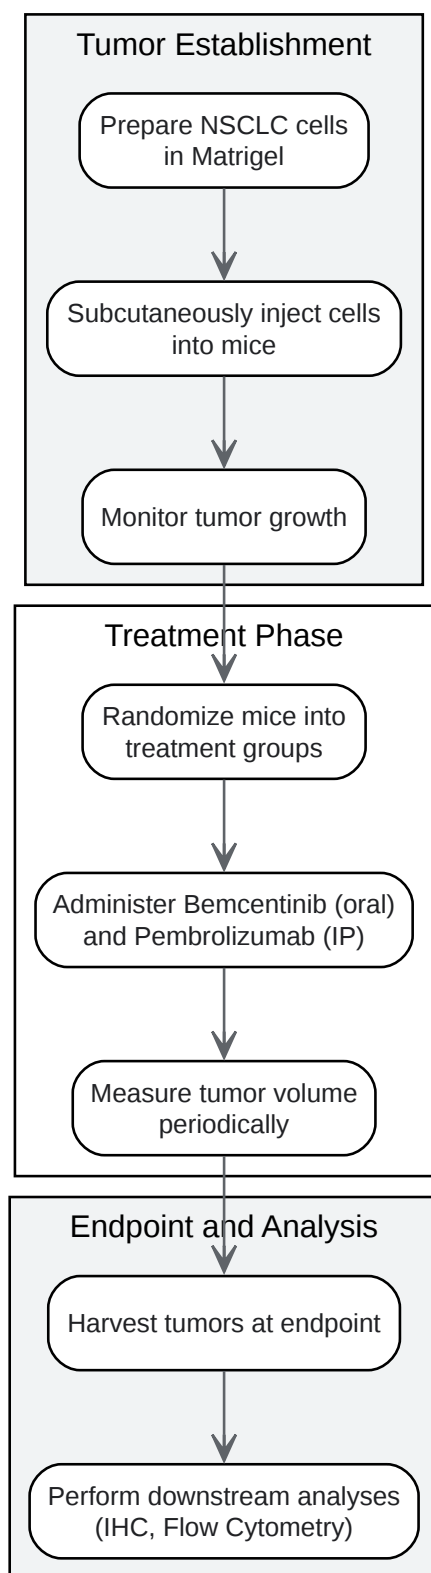 Tumor Establishment
Prepare NSCLC cells
in Matrigel
Subcutaneously inject cells
into mice
Monitor tumor growth
Treatment Phase
Randomize mice into
treatment groups
Administer Bemcentinib (oral)
and Pembrolizumab (IP)
Measure tumor volume
periodically
Endpoint and Analysis
Harvest tumors at endpoint
Perform downstream analyses
(IHC, Flow Cytometry)